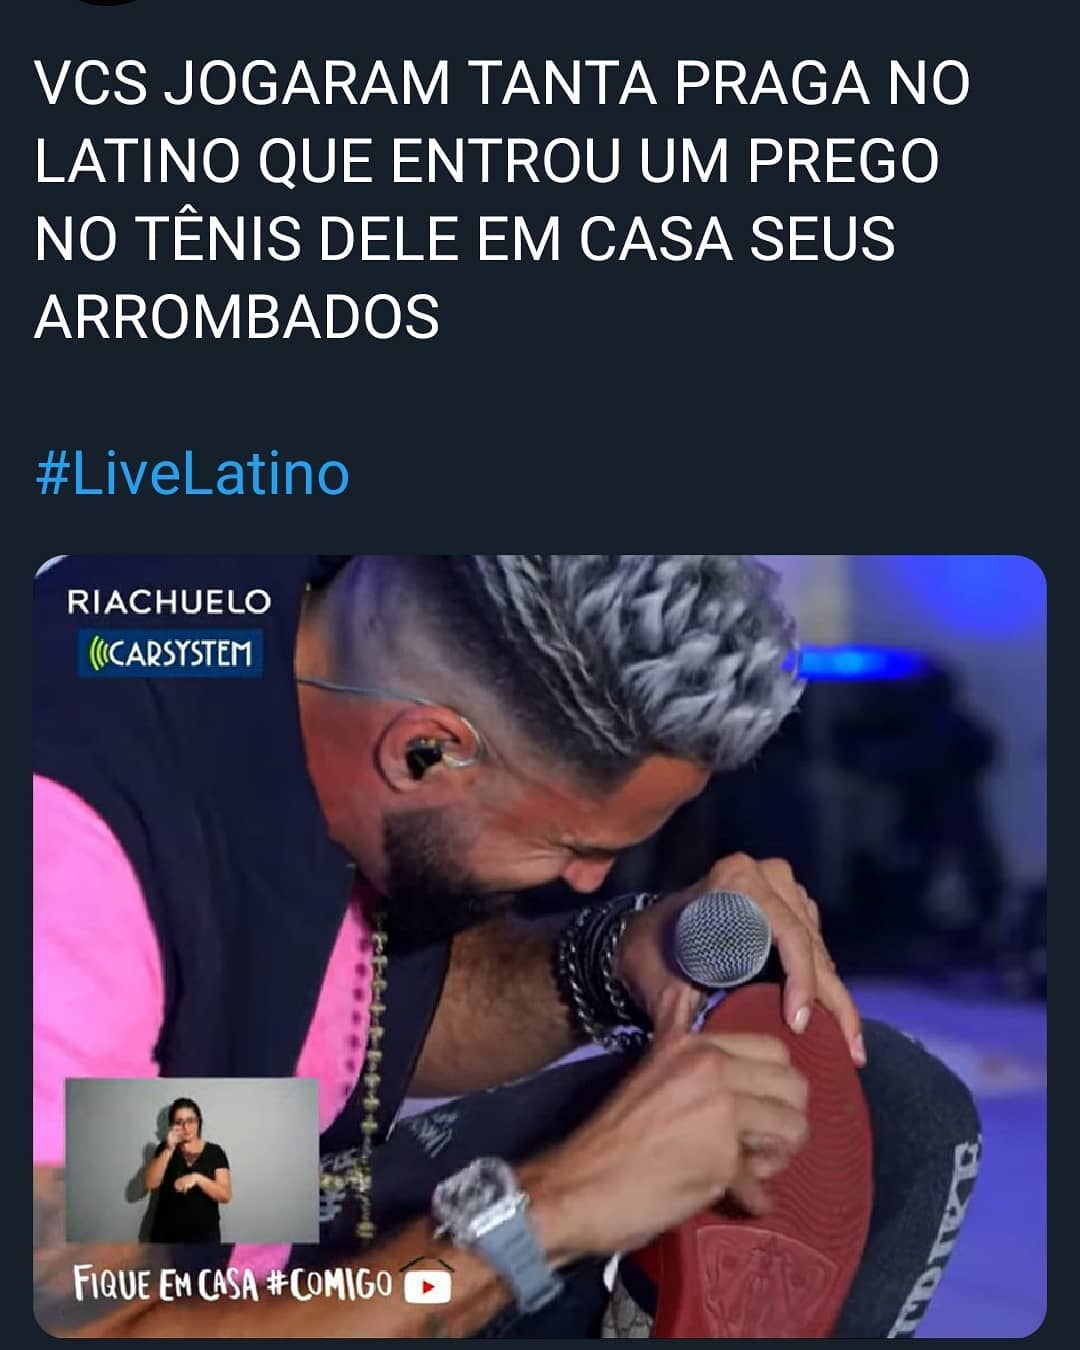 VCS JOGARAM TANTA PRAGA NO
LATINO QUE ENTROU UM PREGO
NO TÊNIS DELE EM CASA SEUS
ARROMBADOS
#LiveLatino
RIACHUELO
CARSYSTEM
FIQUE EM CASA #COMIGO